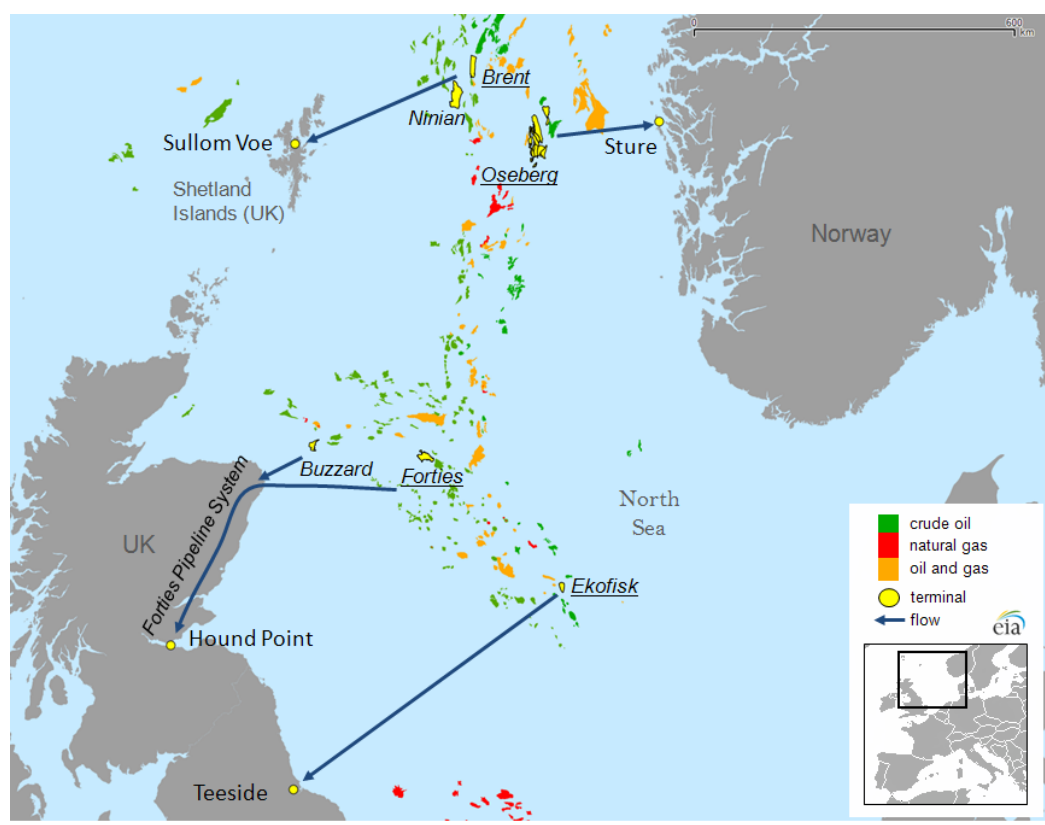 0
600
km
Brent
Ninian
Sullom Voe
Sture
Shetland
Islands (UK)
Oseberg
Norway
Buzzard
Forties
North
Sea
UK
Forties Pipeline System
Ekofisk
Hound Point
Teeside
crude oil
natural gas
oil and gas
terminal
flow
eia